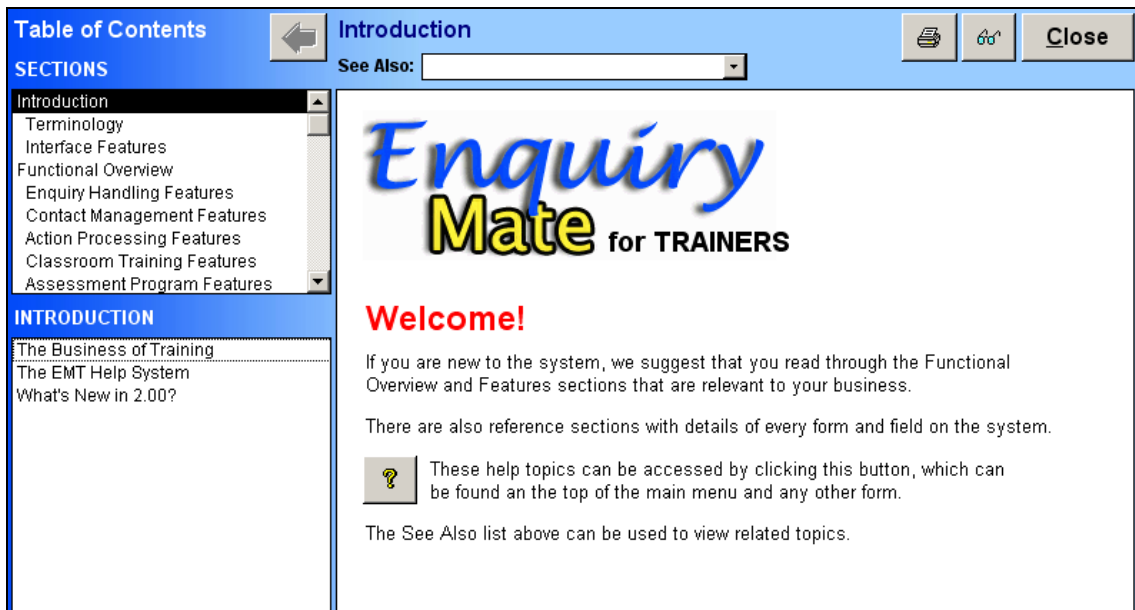 Table of Contents
SECTIONS
Introduction
Terminology
Interface Features
Functional Overview
Enquiry Handling Features
Contact Management Features
Action Processing Features
Classroom Training Features
Assessment Program Features
INTRODUCTION
The Business of Training
The EMT Help System
What's New in 2.00?
Introduction
See Also:
Close
Enquiry
Mate for TRAINERS
Welcome!
If you are new to the system, we suggest that you read through the Functional
Overview and Features sections that are relevant to your business.
There are also reference sections with details of every form and field on the system.
?
These help topics can be accessed by clicking this button, which can
be found an the top of the main menu and any other form.
The See Also list above can be used to view related topics.